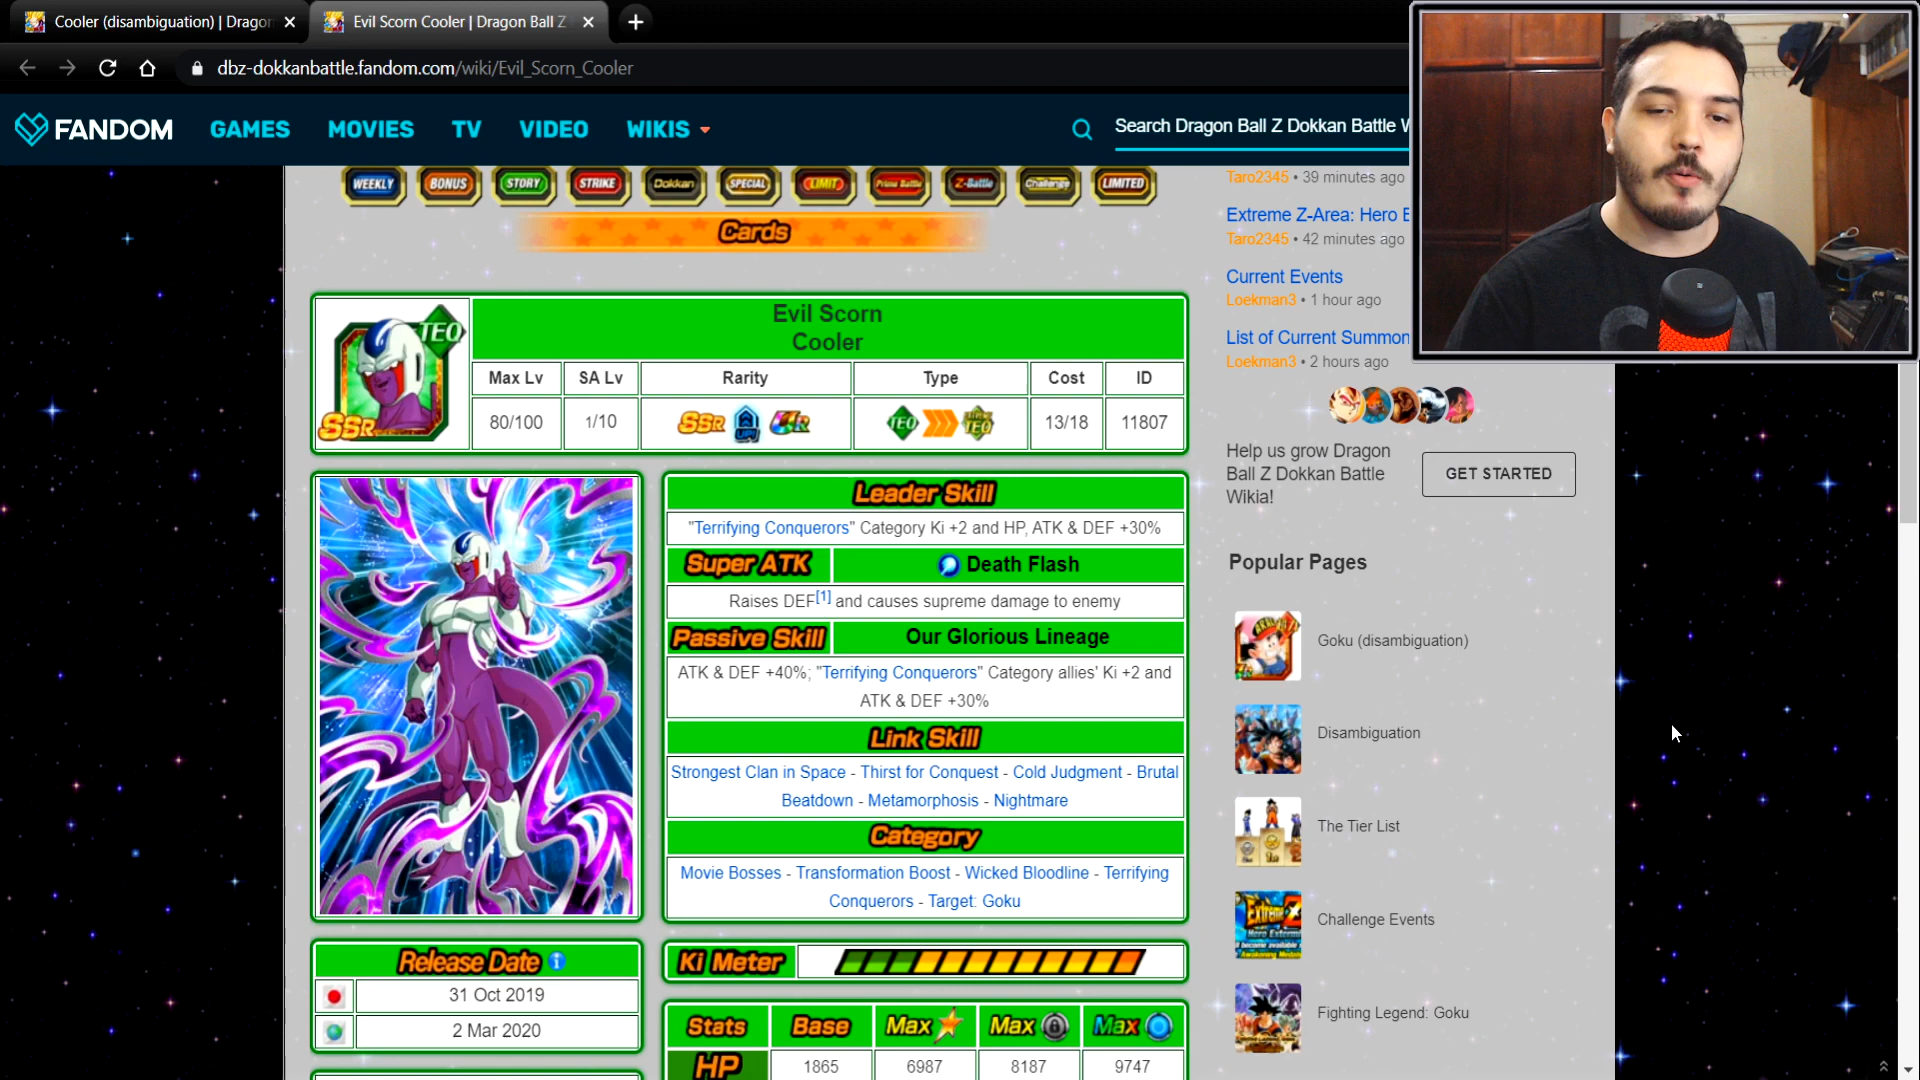 Cooler (disambiguation) | Dragon
Evil Scorn Cooler | Dragon Ball Z
dbz-dokkanbattle.fandom.com/wiki/Evil_Scorn_Cooler
FANDOM
GAMES
MOVIES
TV
VIDEO
WIKIS
Search Dragon Ball Z Dokkan Battle W
WEEKLY
BONUS
STORY
STRIKE
Dokkan
SPECIAL
LIMIT
Prime Battle
Z-Battle
Challenge
LIMITED
Cards
TEQ
SSR
Evil Scorn
Cooler
Max Lv
SA Lv
Rarity
Type
Cost
ID
80/100
1/10
SSR
UP!
UR
TEQ
TEQ
13/18
11807
Leader Skill
"Terrifying Conquerors" Category Ki +2 and HP, ATK & DEF +30%
Super ATK
Death Flash
Raises DEF[1] and causes supreme damage to enemy
Passive Skill
Our Glorious Lineage
ATK & DEF +40%; "Terrifying Conquerors" Category allies' Ki +2 and
ATK & DEF +30%
Link Skill
Strongest Clan in Space - Thirst for Conquest - Cold Judgment - Brutal
Beatdown - Metamorphosis - Nightmare
Category
Movie Bosses - Transformation Boost - Wicked Bloodline - Terrifying
Conquerors - Target: Goku
Release Date
31 Oct 2019
2 Mar 2020
Ki Meter
Stats
Base
Max
Max
Max
HP
1865
6987
8187
9747
Taro2345 • 39 minutes ago
Extreme Z-Area: Hero E
Taro2345 • 42 minutes ago
Current Events
Loekman3 • 1 hour ago
List of Current Summon
Loekman3 • 2 hours ago
Help us grow Dragon
Ball Z Dokkan Battle
Wikia!
GET STARTED
Popular Pages
Goku (disambiguation)
Disambiguation
The Tier List
Challenge Events
Fighting Legend: Goku